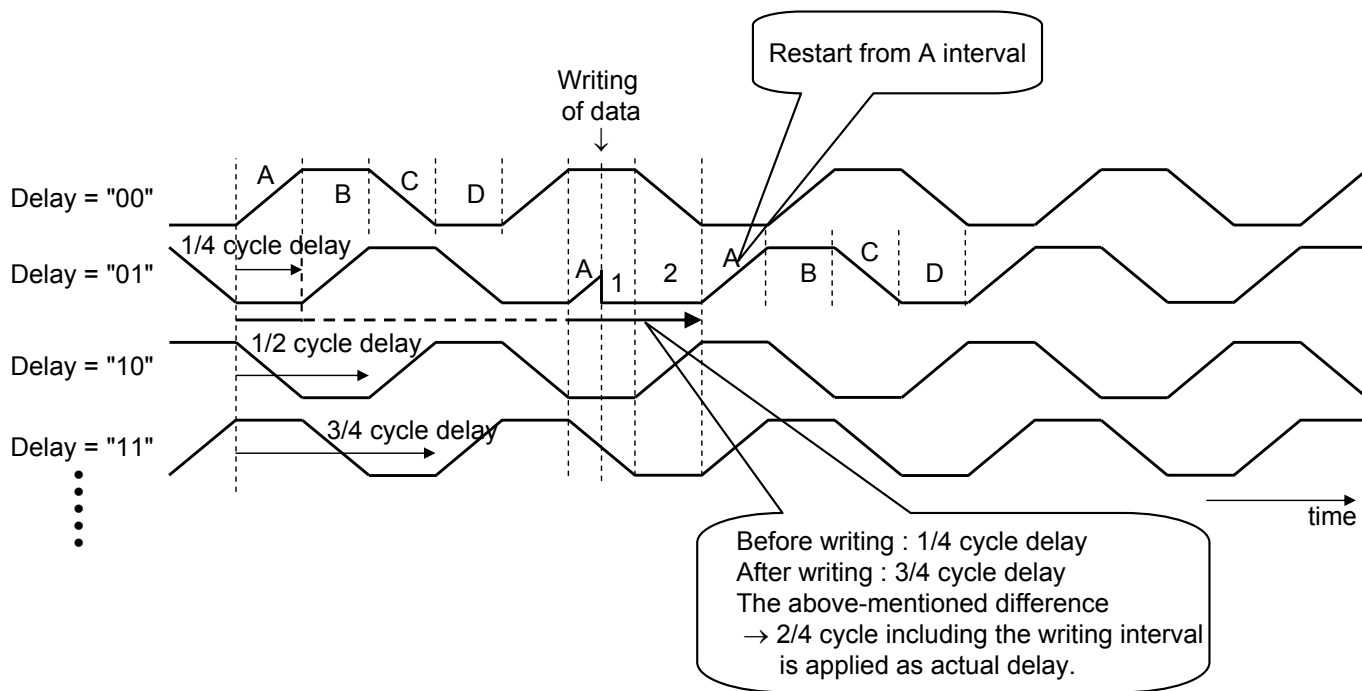 Restart from A interval
Writing
of data
↓
A
B
C
D
Delay = "00"
1/4 cycle delay
Delay = "01"
A
1
2
A
B
C
D
1/2 cycle delay
Delay = "10"
3/4 cycle delay
Delay = "11"
time
Before writing : 1/4 cycle delay
After writing : 3/4 cycle delay
The above-mentioned difference
→ 2/4 cycle including the writing interval
is applied as actual delay.